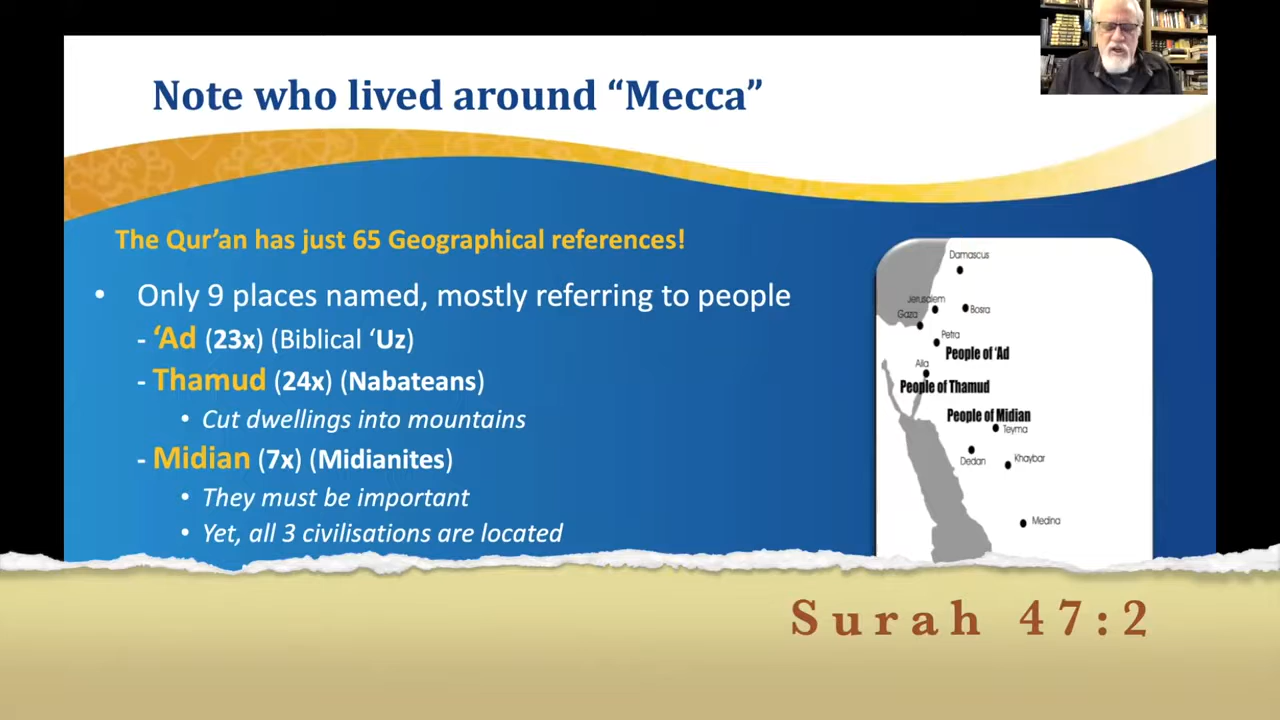 Note who lived around “Mecca”
The Qur’an has just 65 Geographical references!
• Only 9 places named, mostly referring to people
- ‘Ad (23x) (Biblical ‘Uz)
- Thamud (24x) (Nabateans)
• Cut dwellings into mountains
- Midian (7x) (Midianites)
• They must be important
• Yet, all 3 civilisations are located
Damascus
Jerusalem
Bosra
Gaza
Petra
People of ‘Ad
Aila
People of Thamud
People of Midian
Teyma
Dedan
Khaybar
Medina
Surah 47:2